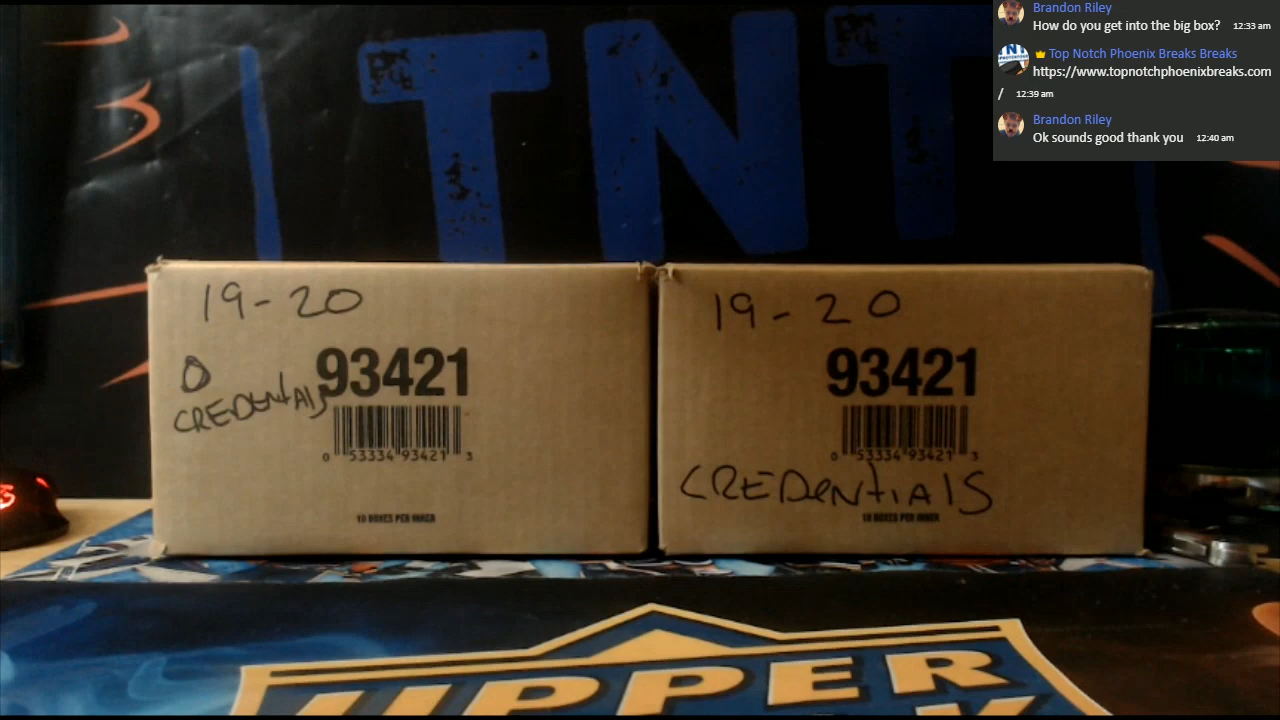 Brandon Riley
How do you get into the big box? 12:33 am
Top Notch Phoenix Breaks Breaks
https://www.topnotchphoenixbreaks.com
/ 12:39 am
Brandon Riley
Ok sounds good thank you 12:40 am
TNT
19-20
O
CREDENTIALS
93421
0 53334 93421 3
10 BOXES PER INNER
19-20
93421
0 53334 93421 3
CREDENTIALS
10 BOXES PER INNER
UPPER